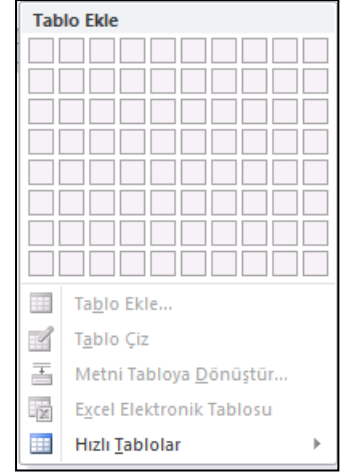 Tablo Ekle
Tablo Ekle...
Tablo Çiz
Metni Tabloya Dönüştür...
Excel Elektronik Tablosu
Hızlı Tablolar